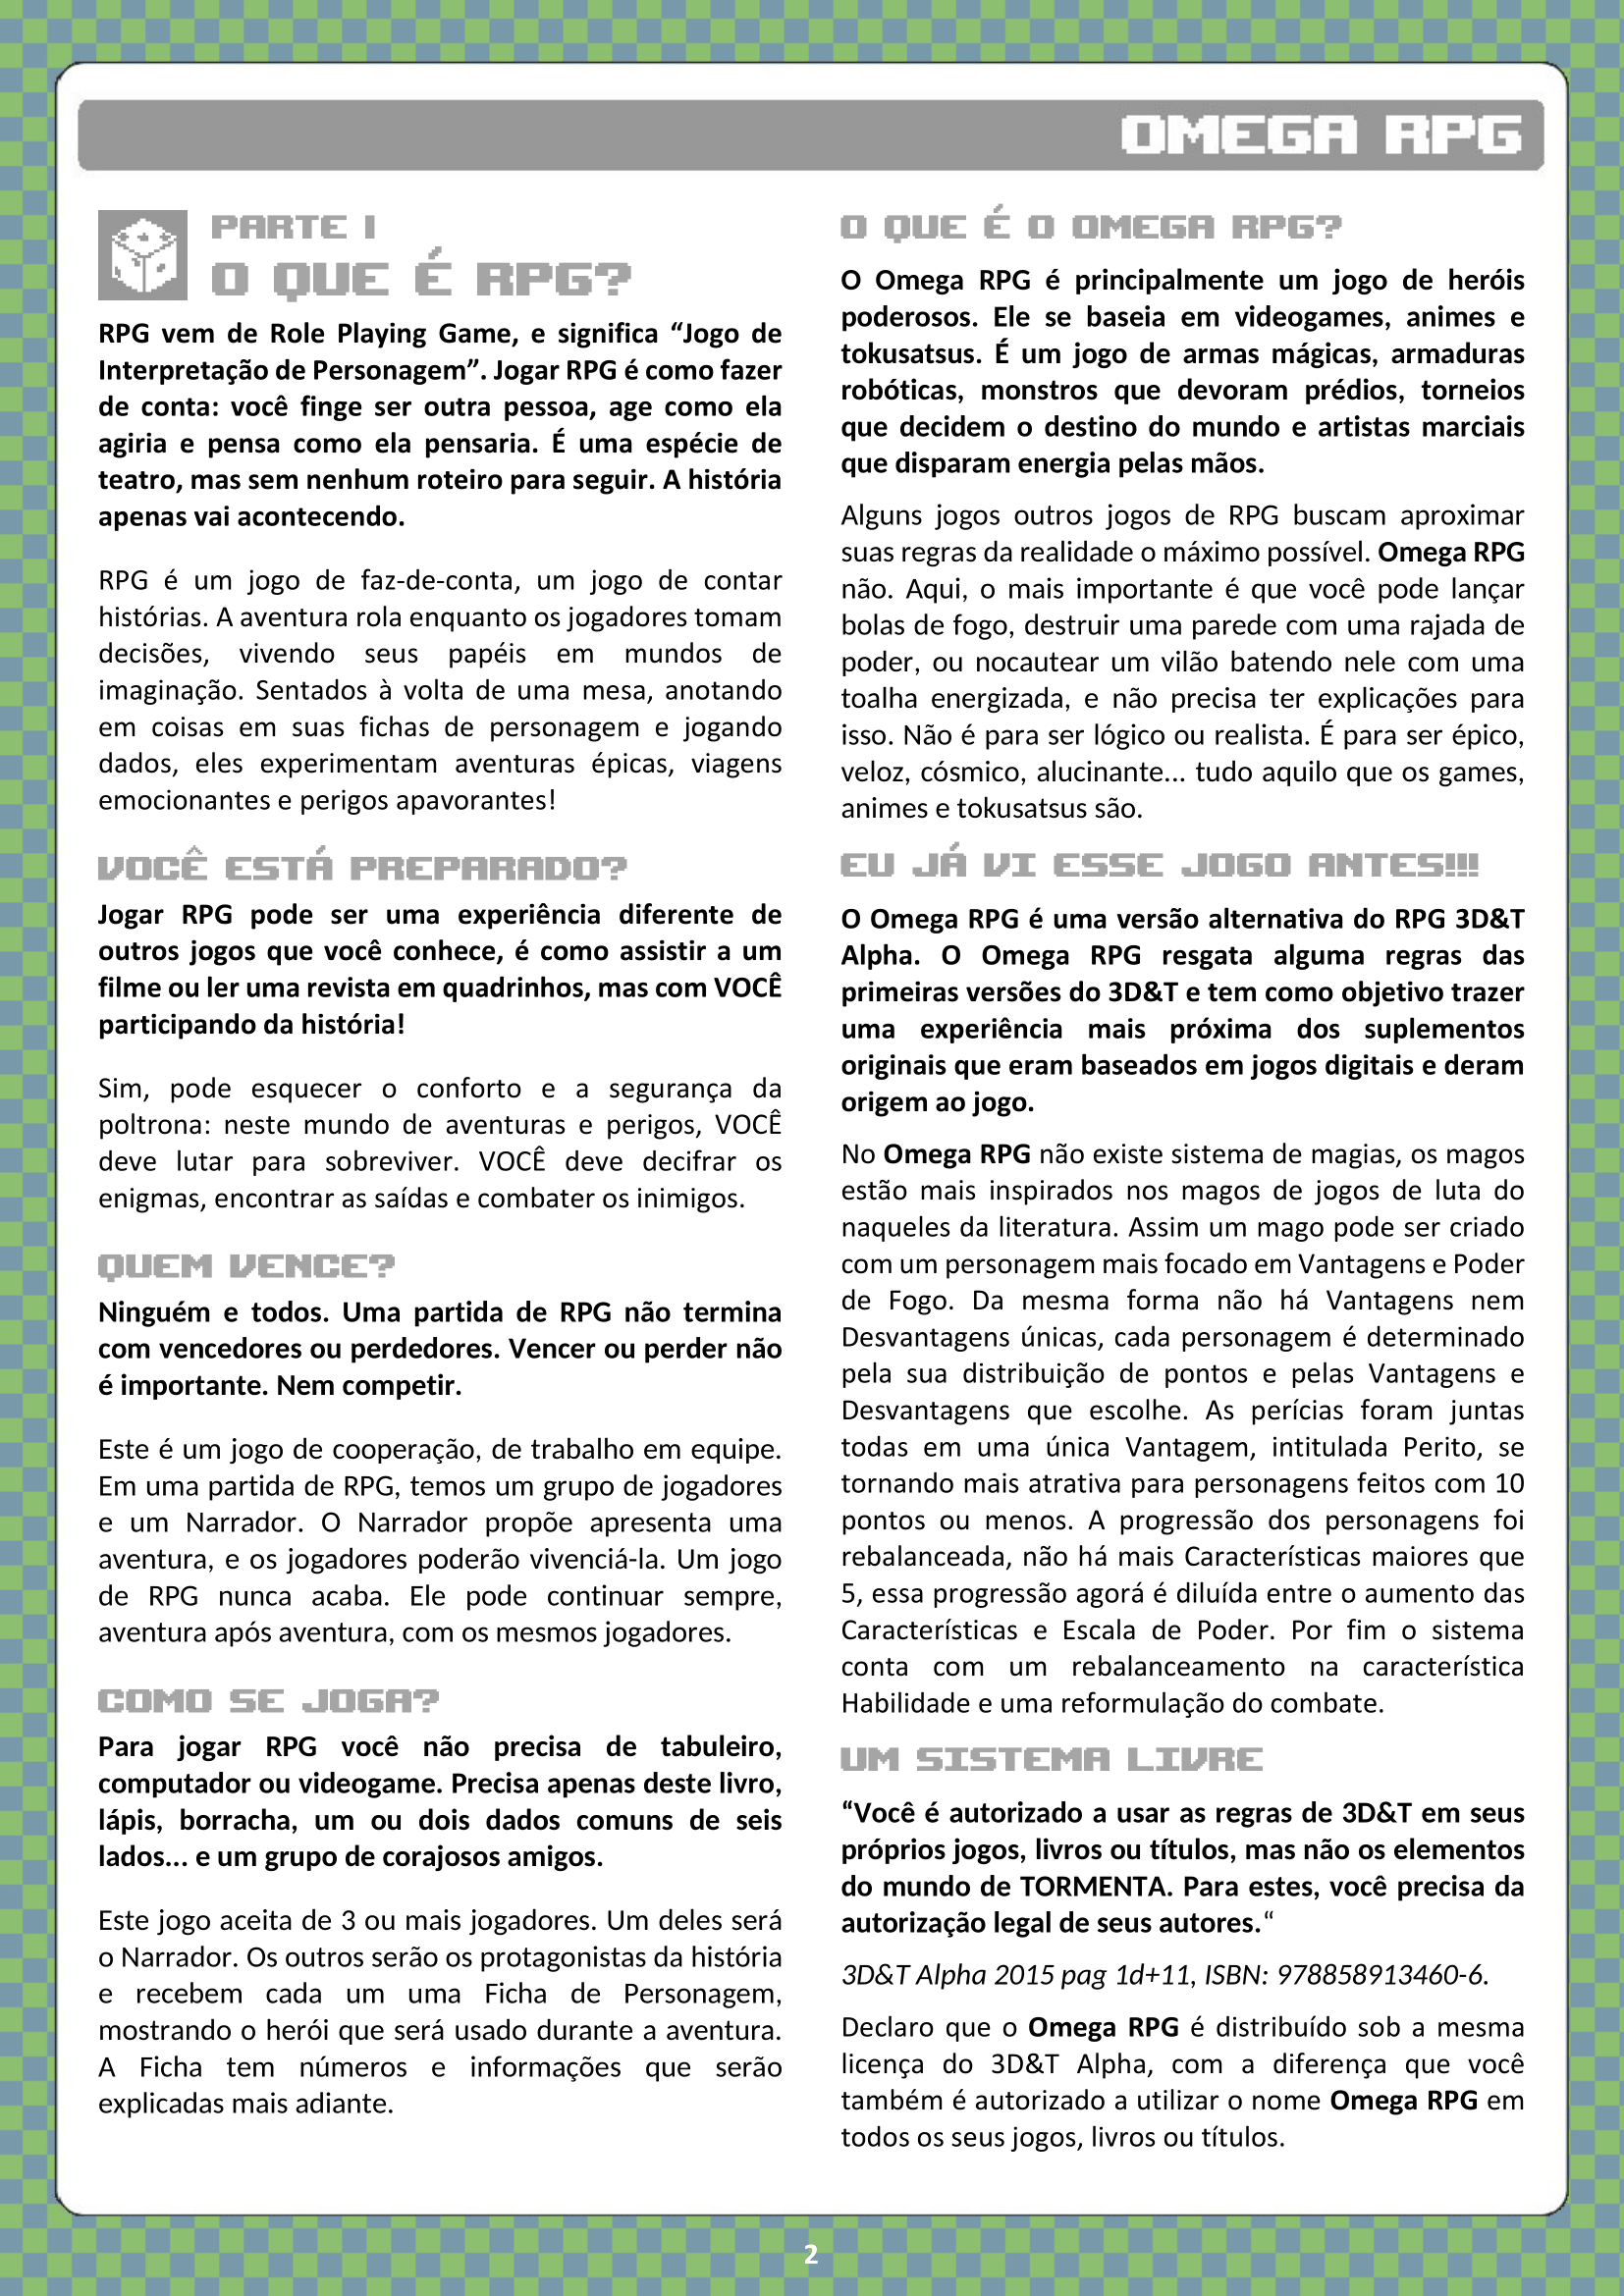 OMEGA RPG
PARTE I
O QUE É RPG?
RPG vem de Role Playing Game, e significa “Jogo de
Interpretação de Personagem”. Jogar RPG é como fazer
de conta: você finge ser outra pessoa, age como ela
agiria e pensa como ela pensaria. É uma espécie de
teatro, mas sem nenhum roteiro para seguir. A história
apenas vai acontecendo.
RPG é um jogo de faz-de-conta, um jogo de contar
histórias. A aventura rola enquanto os jogadores tomam
decisões, vivendo seus papéis em mundos de
imaginação. Sentados à volta de uma mesa, anotando
em coisas em suas fichas de personagem e jogando
dados, eles experimentam aventuras épicas, viagens
emocionantes e perigos apavorantes!
VOCÊ ESTÁ PREPARADO?
Jogar RPG pode ser uma experiência diferente de
outros jogos que você conhece, é como assistir a um
filme ou ler uma revista em quadrinhos, mas com VOCÊ
participando da história!
Sim, pode esquecer o conforto e a segurança da
poltrona: neste mundo de aventuras e perigos, VOCÊ
deve lutar para sobreviver. VOCÊ deve decifrar os
enigmas, encontrar as saídas e combater os inimigos.
QUEM VENCE?
Ninguém e todos. Uma partida de RPG não termina
com vencedores ou perdedores. Vencer ou perder não
é importante. Nem competir.
Este é um jogo de cooperação, de trabalho em equipe.
Em uma partida de RPG, temos um grupo de jogadores
e um Narrador. O Narrador propõe apresenta uma
aventura, e os jogadores poderão vivenciá-la. Um jogo
de RPG nunca acaba. Ele pode continuar sempre,
aventura após aventura, com os mesmos jogadores.
COMO SE JOGA?
Para jogar RPG você não precisa de tabuleiro,
computador ou videogame. Precisa apenas deste livro,
lápis, borracha, um ou dois dados comuns de seis
lados... e um grupo de corajosos amigos.
Este jogo aceita de 3 ou mais jogadores. Um deles será
o Narrador. Os outros serão os protagonistas da história
e recebem cada um uma Ficha de Personagem,
mostrando o herói que será usado durante a aventura.
A Ficha tem números e informações que serão
explicadas mais adiante.
O QUE É O OMEGA RPG?
O Omega RPG é principalmente um jogo de heróis
poderosos. Ele se baseia em videogames, animes e
tokusatsus. É um jogo de armas mágicas, armaduras
robóticas, monstros que devoram prédios, torneios
que decidem o destino do mundo e artistas marciais
que disparam energia pelas mãos.
Alguns jogos outros jogos de RPG buscam aproximar
suas regras da realidade o máximo possível. Omega RPG
não. Aqui, o mais importante é que você pode lançar
bolas de fogo, destruir uma parede com uma rajada de
poder, ou nocautear um vilão batendo nele com uma
toalha energizada, e não precisa ter explicações para
isso. Não é para ser lógico ou realista. É para ser épico,
veloz, cósmico, alucinante... tudo aquilo que os games,
animes e tokusatsus são.
EU JÁ VI ESSE JOGO ANTES!!!
O Omega RPG é uma versão alternativa do RPG 3D&T
Alpha. O Omega RPG resgata alguma regras das
primeiras versões do 3D&T e tem como objetivo trazer
uma experiência mais próxima dos suplementos
originais que eram baseados em jogos digitais e deram
origem ao jogo.
No Omega RPG não existe sistema de magias, os magos
estão mais inspirados nos magos de jogos de luta do
naqueles da literatura. Assim um mago pode ser criado
com um personagem mais focado em Vantagens e Poder
de Fogo. Da mesma forma não há Vantagens nem
Desvantagens únicas, cada personagem é determinado
pela sua distribuição de pontos e pelas Vantagens e
Desvantagens que escolhe. As perícias foram juntas
todas em uma única Vantagem, intitulada Perito, se
tornando mais atrativa para personagens feitos com 10
pontos ou menos. A progressão dos personagens foi
rebalanceada, não há mais Características maiores que
5, essa progressão agorá é diluída entre o aumento das
Características e Escala de Poder. Por fim o sistema
conta com um rebalanceamento na característica
Habilidade e uma reformulação do combate.
UM SISTEMA LIVRE
“Você é autorizado a usar as regras de 3D&T em seus
próprios jogos, livros ou títulos, mas não os elementos
do mundo de TORMENTA. Para estes, você precisa da
autorização legal de seus autores.“
3D&T Alpha 2015 pag 1d+11, ISBN: 978858913460-6.
Declaro que o Omega RPG é distribuído sob a mesma
licença do 3D&T Alpha, com a diferença que você
também é autorizado a utilizar o nome Omega RPG em
todos os seus jogos, livros ou títulos.
2